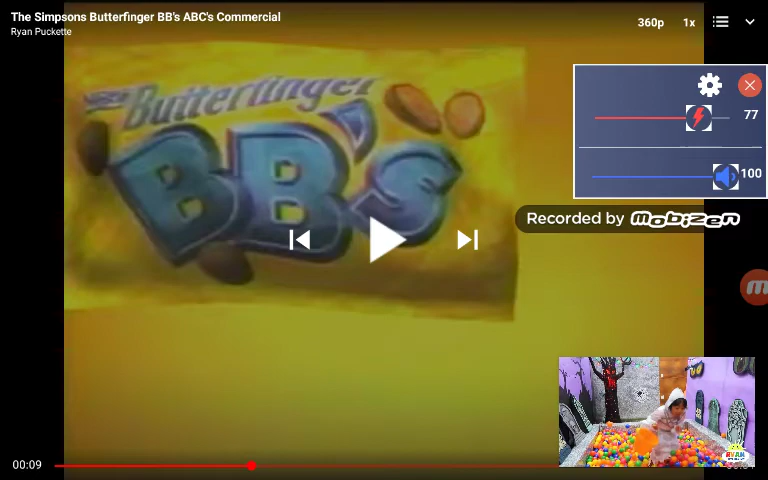 The Simpsons Butterfinger BB's ABC's Commercial
Ryan Puckette
360p 1x
77
100
Butterfinger
BB's
Recorded by Mobizen
00:09
RYAN